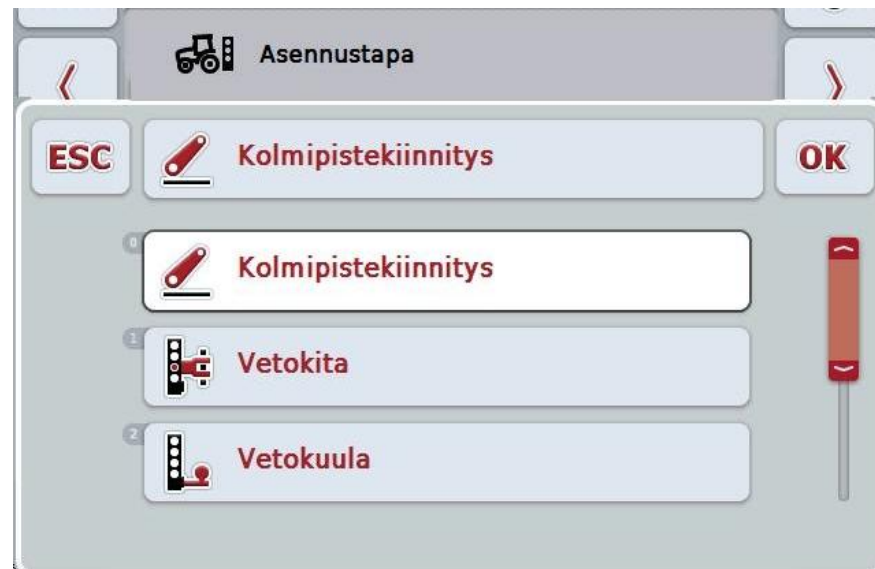 Asennustapa
ESC
Kolmipistekiinnitys
OK
0
Kolmipistekiinnitys
1
Vetokita
2
Vetokuula